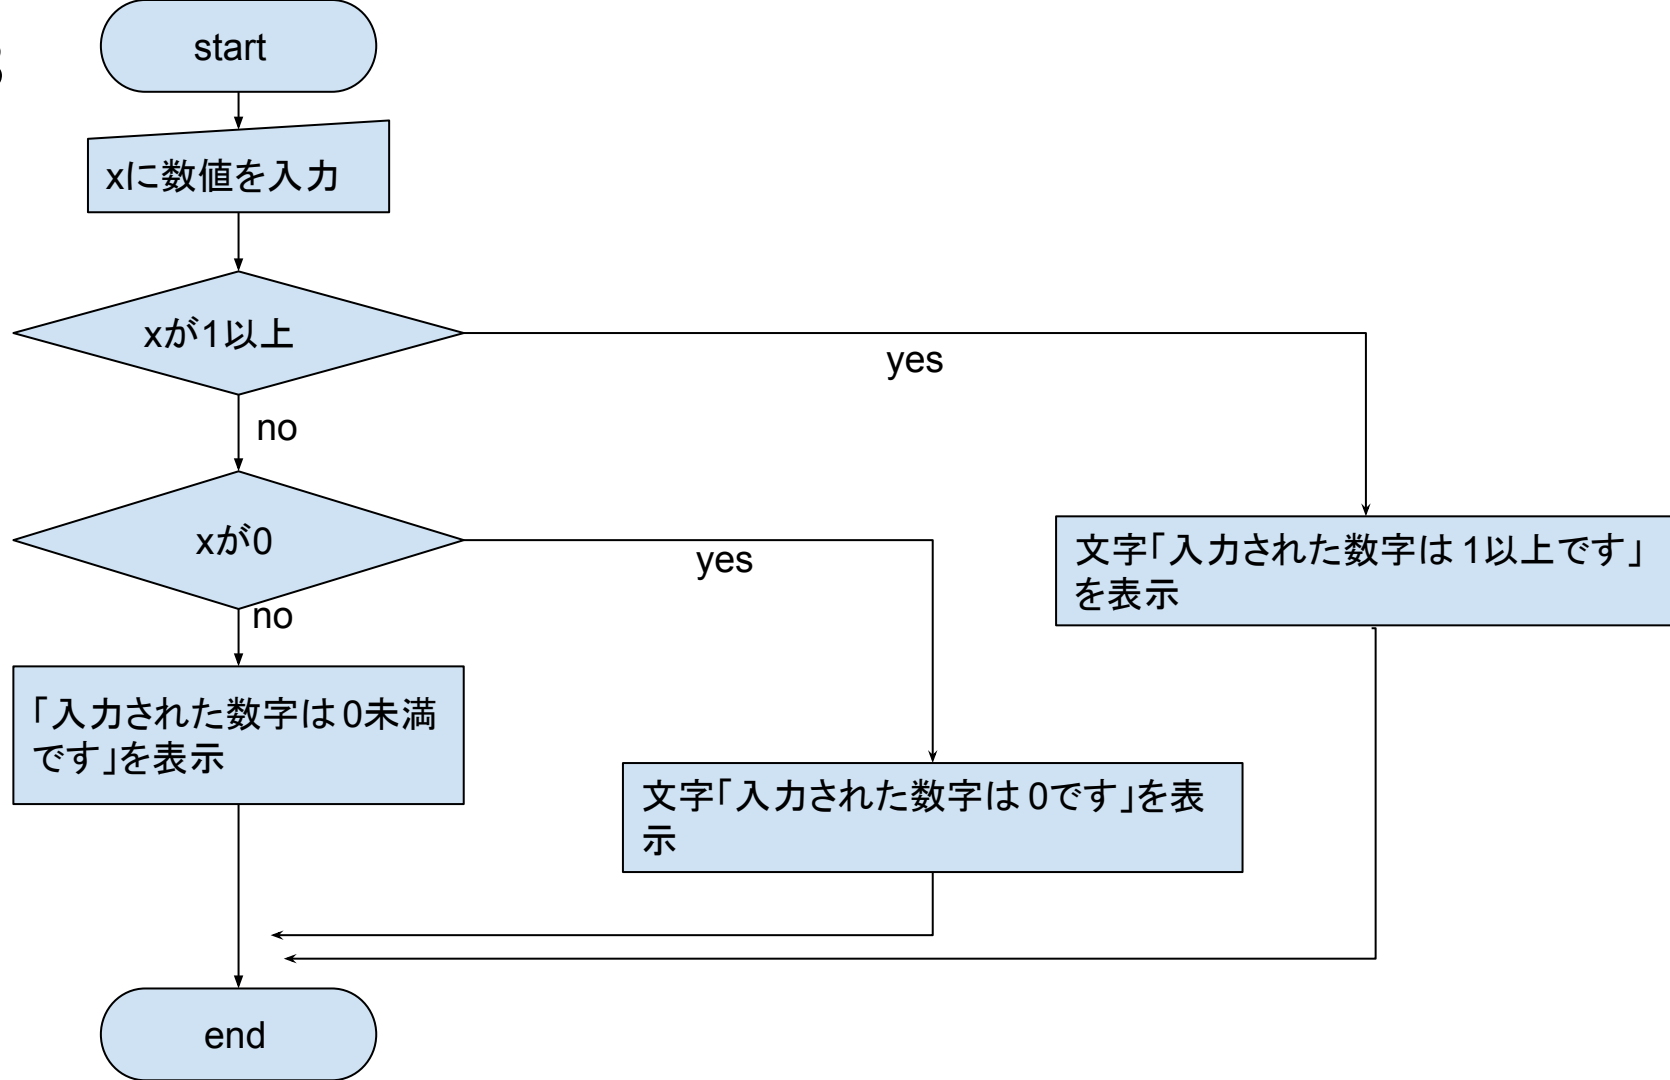 start
xに数値を入力
xが1以上
yes
no
xが0
yes
no
文字「入力された数字は 1以上です」
を表示
「入力された数字は 0未満
です」を表示
文字「入力された数字は 0です」を表
示
end